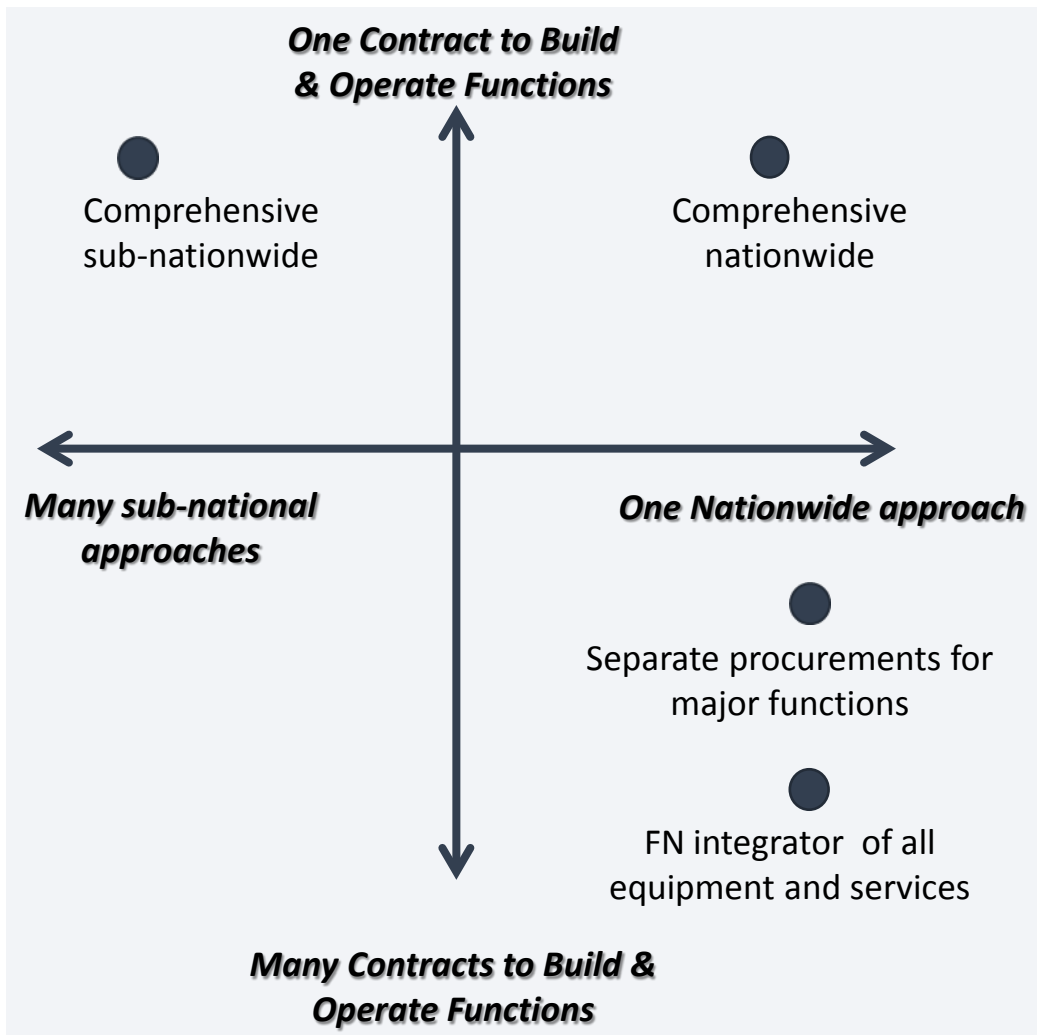 One Contract to Build
& Operate Functions
Comprehensive
sub-nationwide
Comprehensive
nationwide
Many sub-national
approaches
One Nationwide approach
Separate procurements for
major functions
FN integrator of all
equipment and services
Many Contracts to Build &
Operate Functions